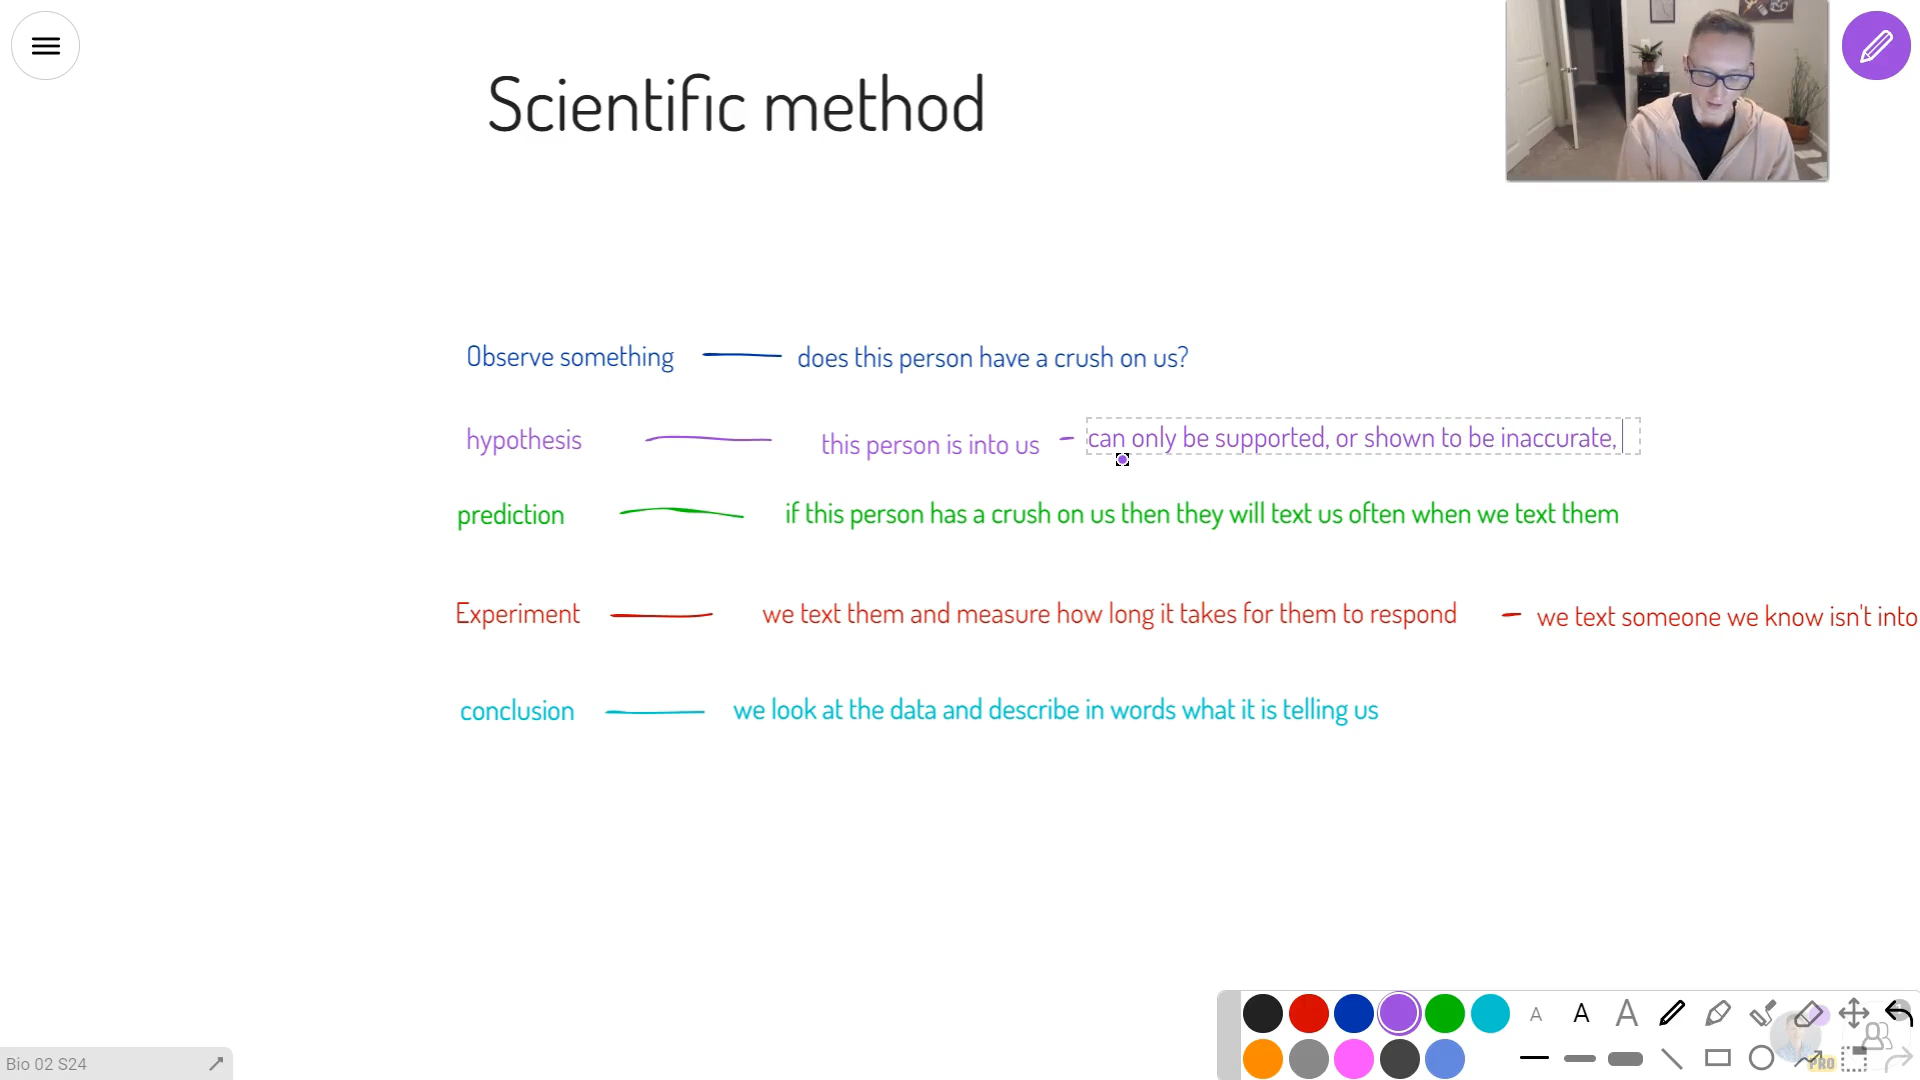 Scientific method
Observe something
does this person have a crush on us?
hypothesis
this person is into us
can only be supported, or shown to be inaccurate,
prediction
if this person has a crush on us then they will text us often when we text them
Experiment
we text them and measure how long it takes for them to respond
we text someone we know isn't into
conclusion
we look at the data and describe in words what it is telling us
A A A
PRO
Bio 02 S24